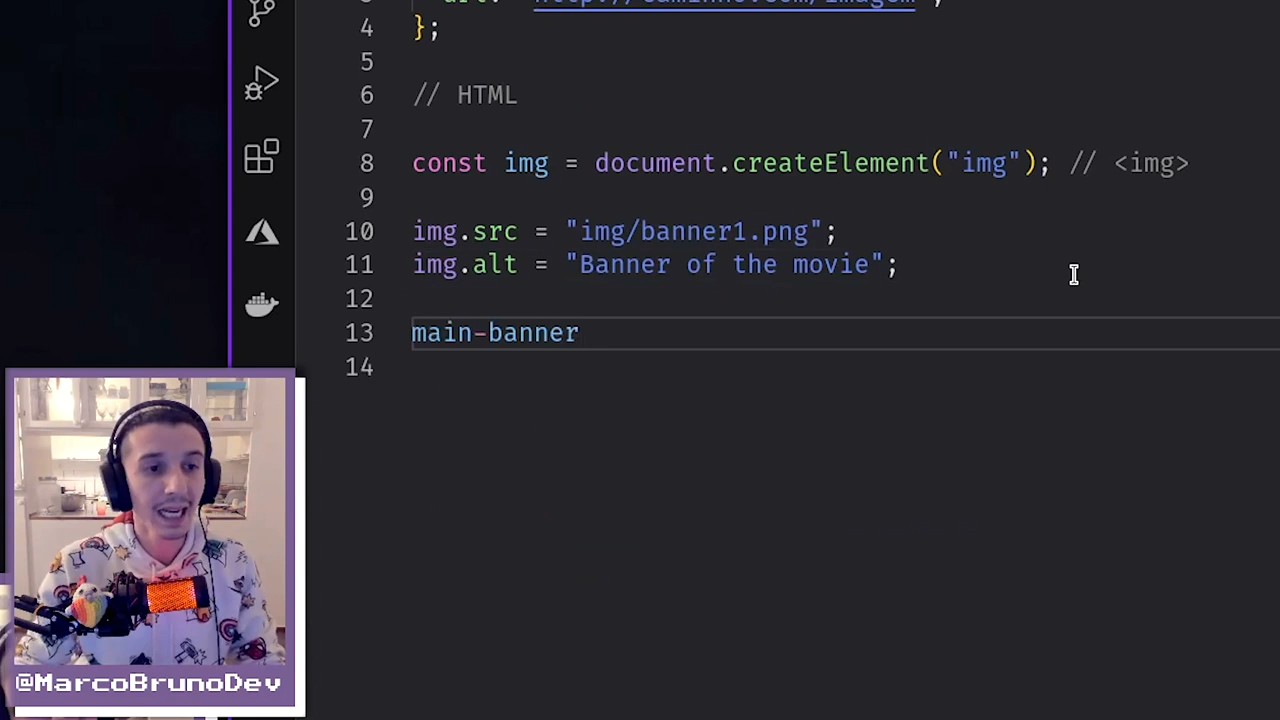 4 };
5
6 // HTML
7
8 const img = document.createElement("img"); // <img>
9
10 img.src = "img/banner1.png";
11 img.alt = "Banner of the movie";
12
13 main-banner
14
@MarcoBrunoDev